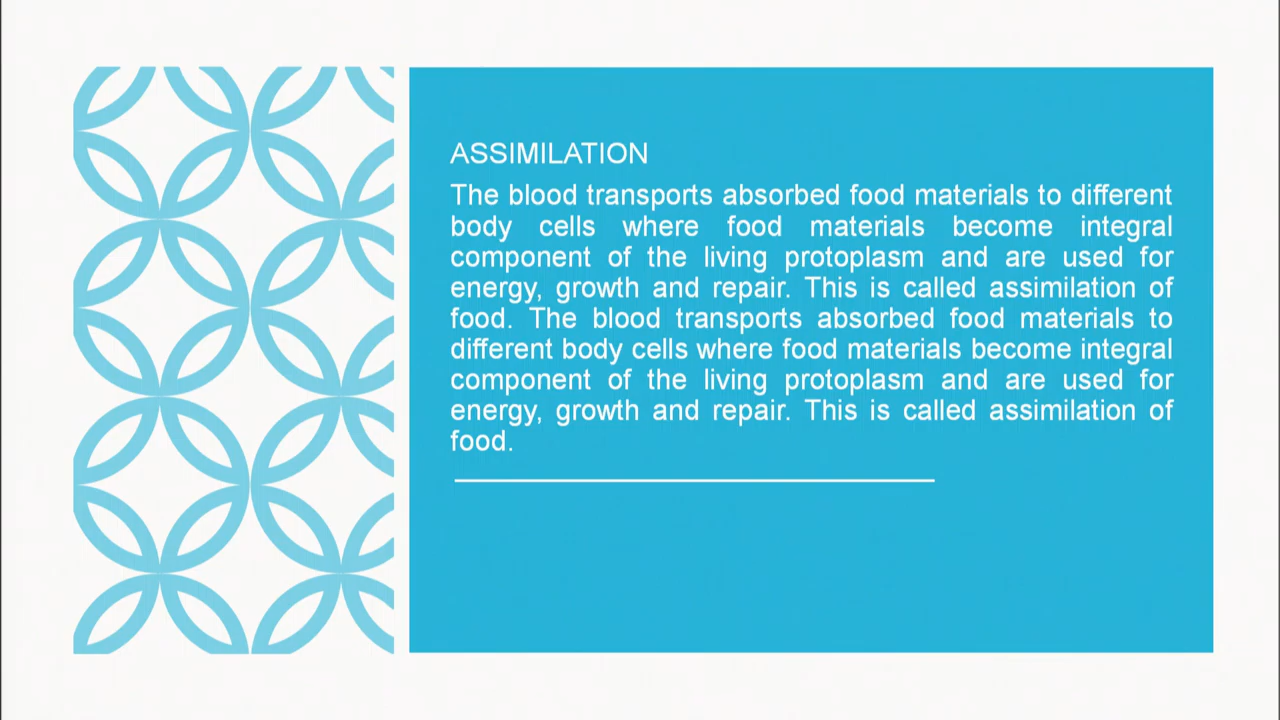 ASSIMILATION
The blood transports absorbed food materials to different
body cells where food materials become integral
component of the living protoplasm and are used for
energy, growth and repair. This is called assimilation of
food. The blood transports absorbed food materials to
different body cells where food materials become integral
component of the living protoplasm and are used for
energy, growth and repair. This is called assimilation of
food.